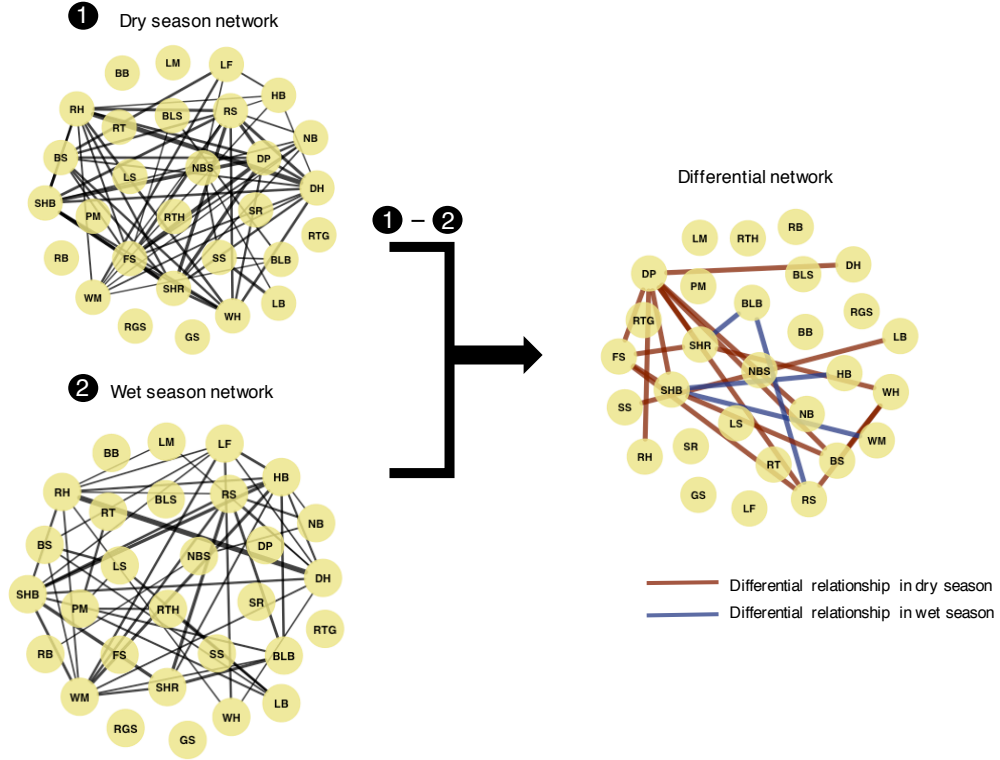 1 Dry season network
LM
LF
BB
HB
RH
BLS
RS
RT
NB
BS
DP
NBS
LS
DH
SHB
PM
RTH
SR
RTG
RB
FS
SS
BLB
SHR
WM
LB
WH
RGS
GS
2 Wet season network
LM
LF
BB
HB
RH
BLS
RS
RT
NB
BS
DP
NBS
LS
DH
SHB
PM
RTH
SR
RTG
RB
FS
SS
BLB
SHR
WM
LB
WH
RGS
GS
1 – 2
Differential network
RB
LM
RTH
DH
DP
BLS
PM
BLB
RGS
RTG
BB
LB
SHR
FS
NBS
HB
SHB
WH
SS
NB
LS
WM
SR
RH
BS
RT
GS
RS
LF
Differential relationship in dry season
Differential relationship in wet season